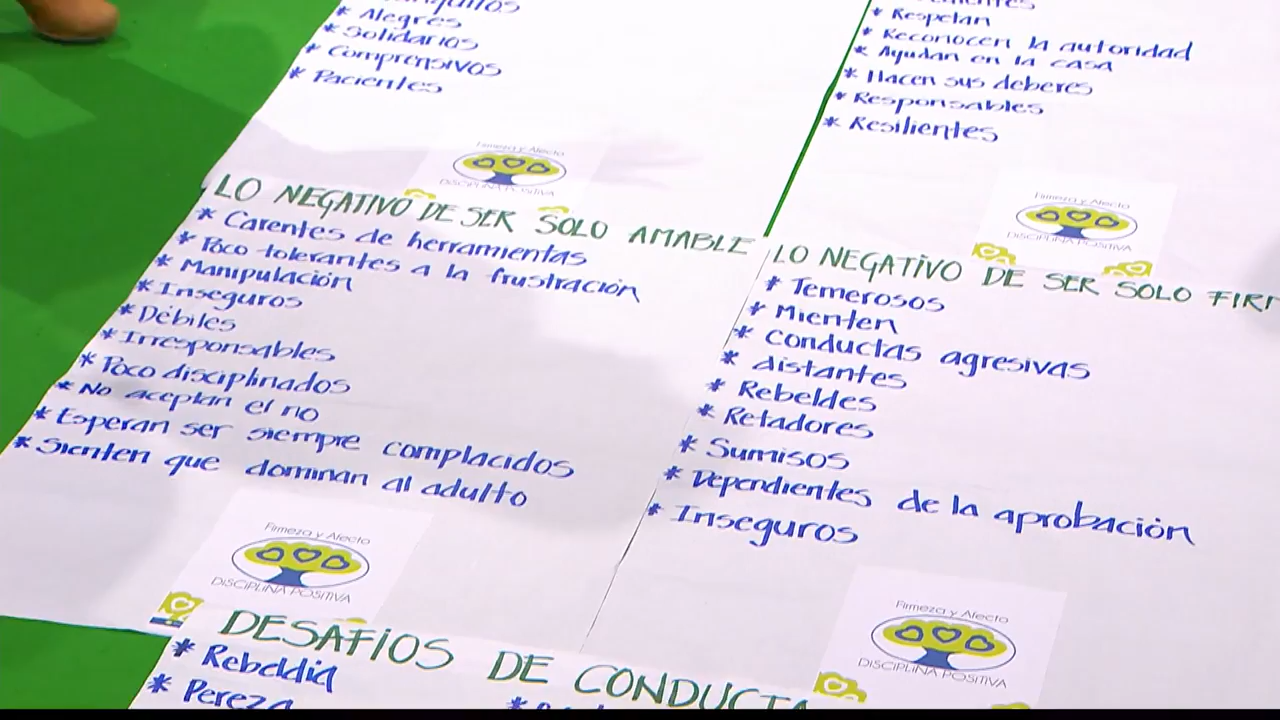 * Alegres
* Solidarios
* Comprensivos
* Pacientes
Firmeza y Afecto
DISCIPLINA POSITIVA
LO NEGATIVO DE SER SOLO AMABLE
* Carentes de herramientas
* Poco tolerantes a la frustración
* Manipulación
* Inseguros
* Débiles
* Irresponsables
* Poco disciplinados
* No aceptan el no
* Esperan ser siempre complacidos
* Sienten que dominan al adulto
Firmeza y Afecto
DISCIPLINA POSITIVA
* Respetan
* Reconocen la autoridad
* Ayudan en la casa
* Hacen sus deberes
* Responsables
* Resilientes
Firmeza y Afecto
DISCIPLINA POSITIVA
LO NEGATIVO DE SER SOLO
* Temerosos
* Mienten
* Conductas agresivas
* distantes
* Rebeldes
* Retadores
* Sumisos
* Dependientes de la aprobación
* Inseguros
Firmeza y Afecto
DISCIPLINA POSITIVA
DESAFÍOS DE CONDUCTA
* Rebeldía
* Pereza